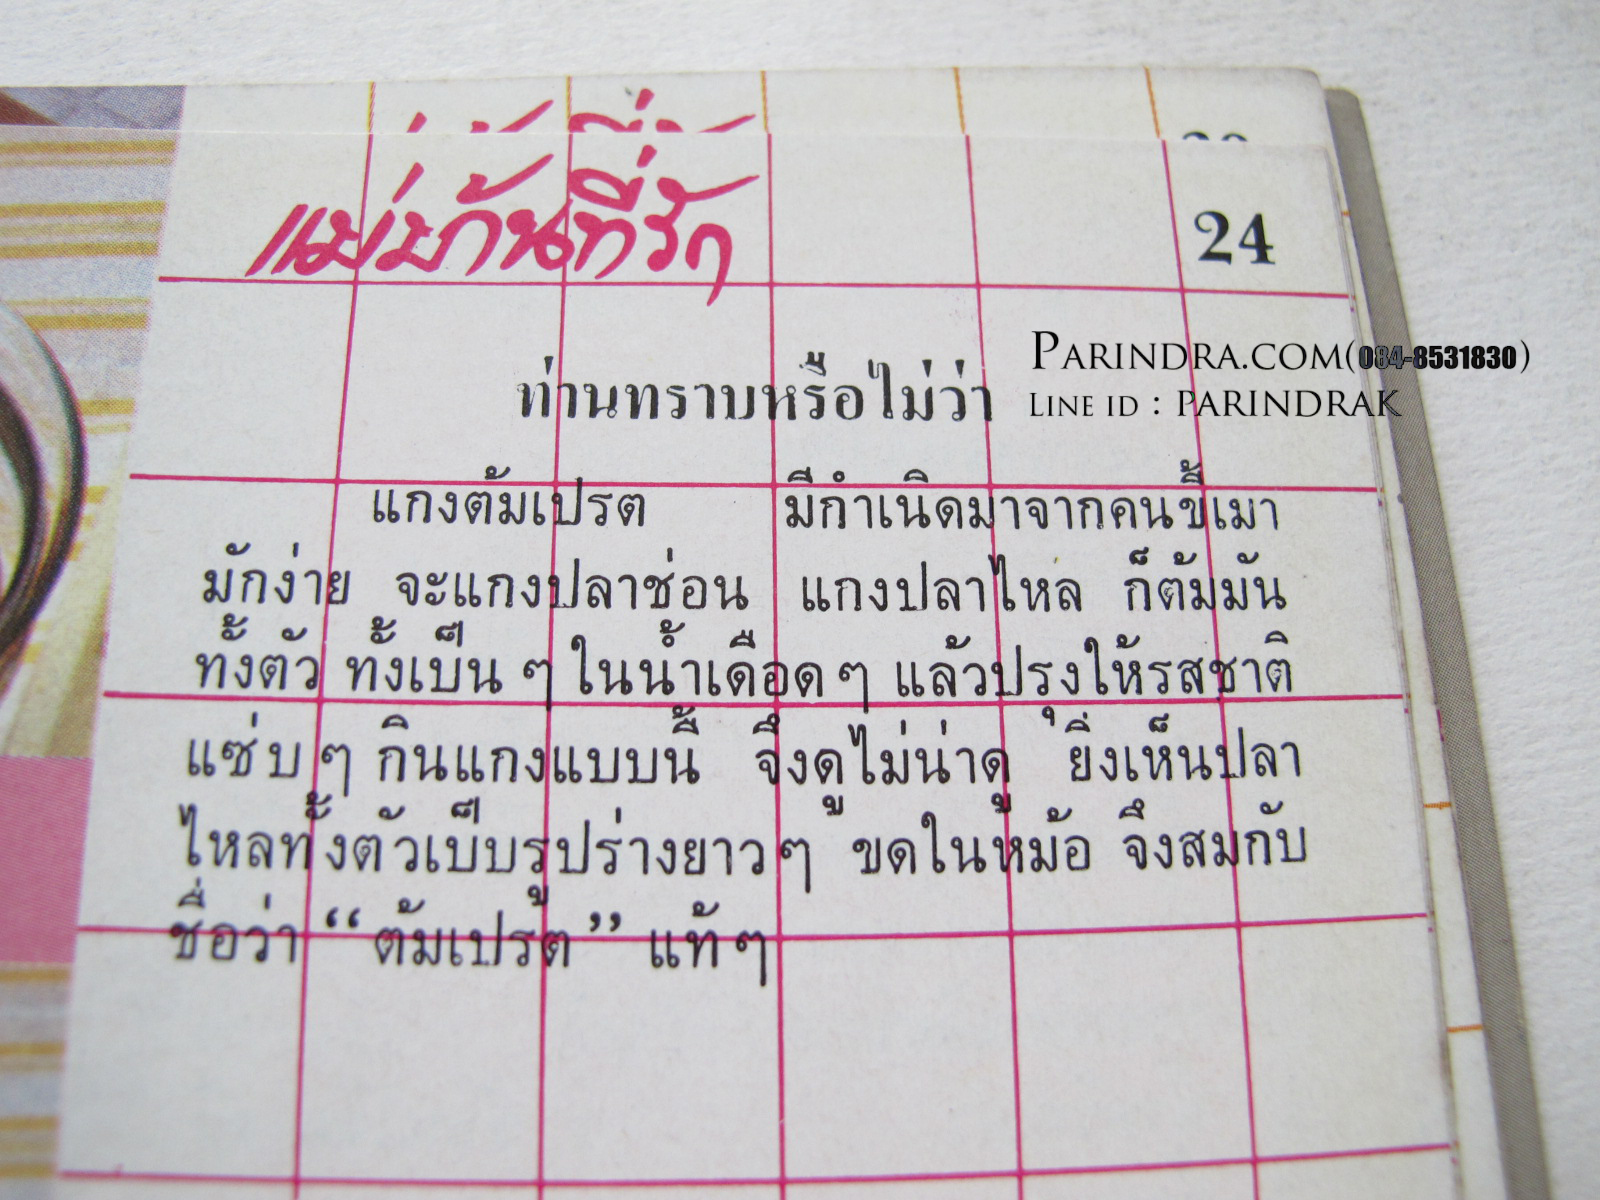 แม่บ้านที่รัก
24
ท่านทราบหรือไม่ว่า
PARINDRA.COM(084-8531830)
LINE ID : PARINDRAK
แกงต้มเปรต มีกำเนิดมาจากคนขี้เมา
มักง่าย จะแกงปลาช่อน แกงปลาไหล ก็ต้มมัน
ทั้งตัว ทั้งเป็น ๆ ในน้ำเดือด ๆ แล้วปรุงให้รสชาติ
แซ่บ ๆ กินแกงแบบนี้ จึงดูไม่น่าดู ยิ่งเห็นปลา
ไหลทั้งตัวเป็บรูปร่างยาว ๆ ขดในหม้อ จึงสมกับ
ชื่อว่า “ต้มเปรต” แท้ ๆ